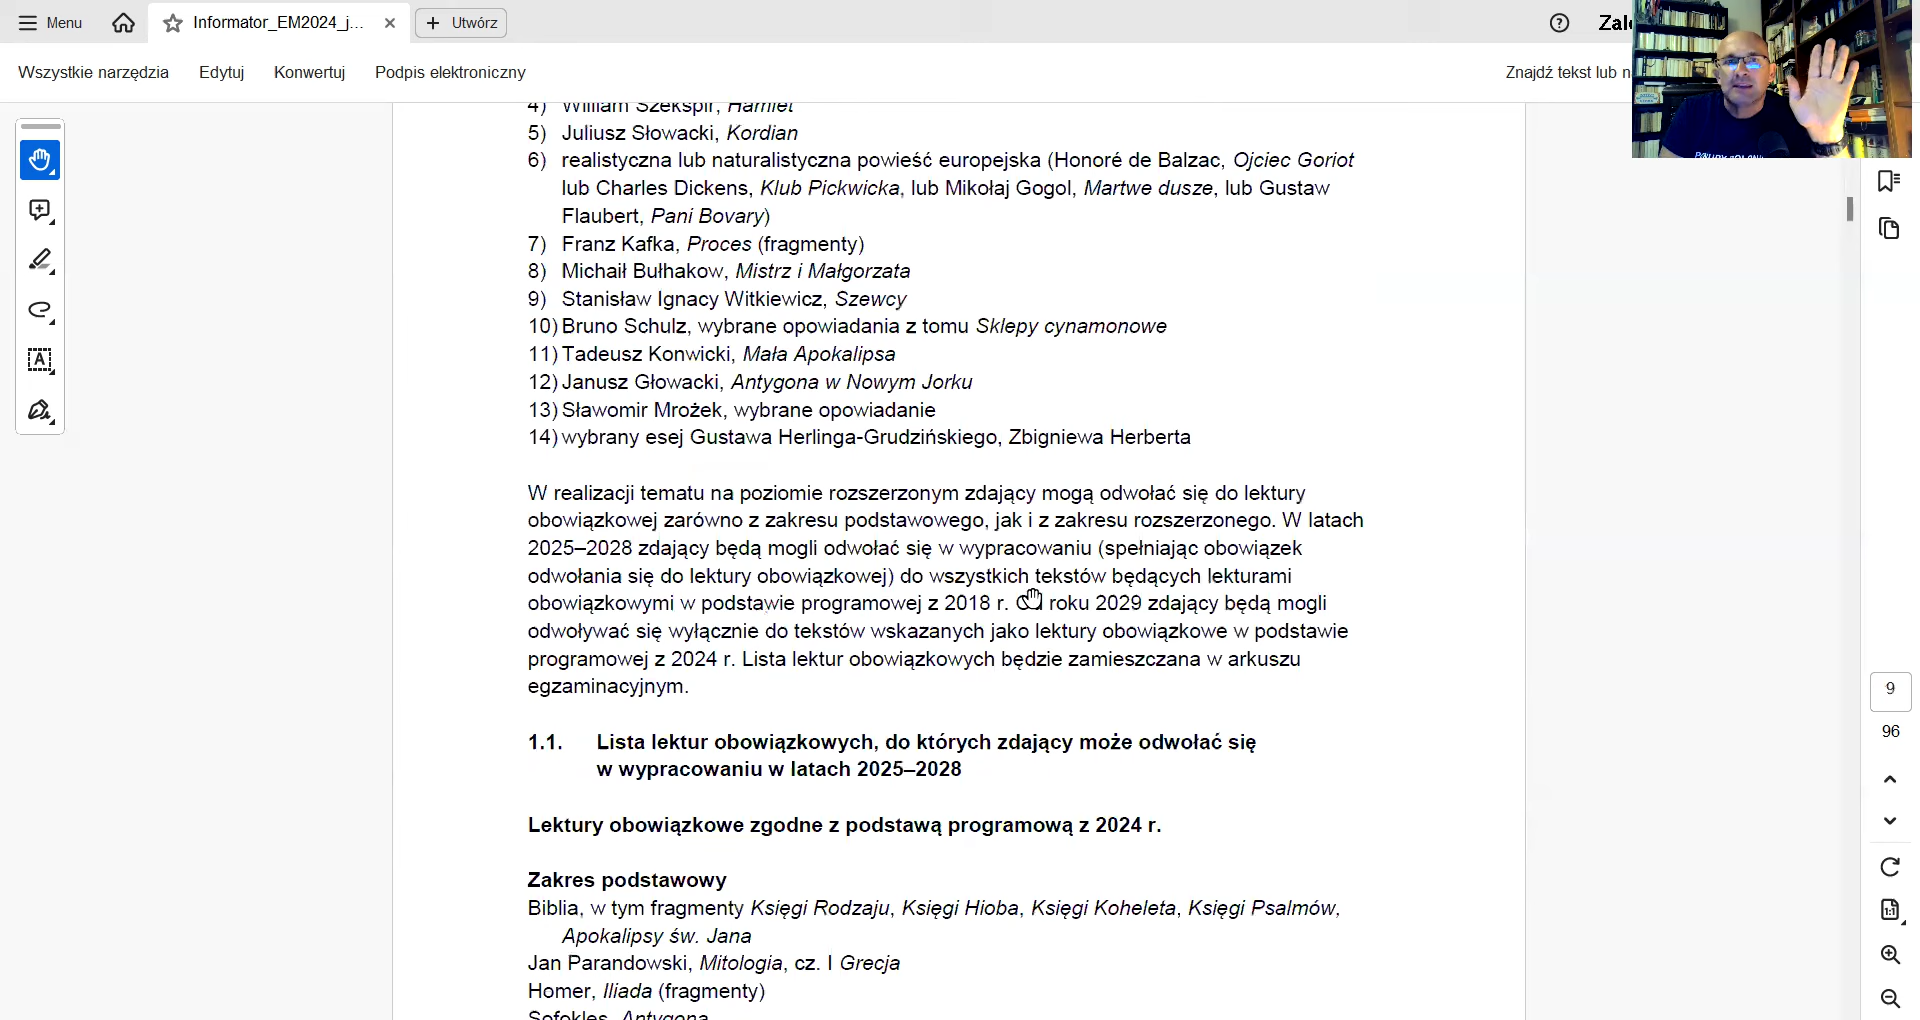 Menu
Informator_EM2024_j...
Utwórz
Zal
Wszystkie narzędzia
Edytuj
Konwertuj
Podpis elektroniczny
Znajdź tekst lub n
4) William Szekspir, Hamlet
5) Juliusz Słowacki, Kordian
6) realistyczna lub naturalistyczna powieść europejska (Honoré de Balzac, Ojciec Goriot
lub Charles Dickens, Klub Pickwicka, lub Mikołaj Gogol, Martwe dusze, lub Gustaw
Flaubert, Pani Bovary)
7) Franz Kafka, Proces (fragmenty)
8) Michaił Bułhakow, Mistrz i Małgorzata
9) Stanisław Ignacy Witkiewicz, Szewcy
10) Bruno Schulz, wybrane opowiadania z tomu Sklepy cynamonowe
11) Tadeusz Konwicki, Mała Apokalipsa
12) Janusz Głowacki, Antygona w Nowym Jorku
13) Sławomir Mrożek, wybrane opowiadanie
14) wybrany esej Gustawa Herlinga-Grudzińskiego, Zbigniewa Herberta
W realizacji tematu na poziomie rozszerzonym zdający mogą odwołać się do lektury
obowiązkowej zarówno z zakresu podstawowego, jak i z zakresu rozszerzonego. W latach
2025–2028 zdający będą mogli odwołać się w wypracowaniu (spełniając obowiązek
odwołania się do lektury obowiązkowej) do wszystkich tekstów będących lekturami
obowiązkowymi w podstawie programowej z 2018 r. roku 2029 zdający będą mogli
odwoływać się wyłącznie do tekstów wskazanych jako lektury obowiązkowe w podstawie
programowej z 2024 r. Lista lektur obowiązkowych będzie zamieszczana w arkuszu
egzaminacyjnym.
1.1. Lista lektur obowiązkowych, do których zdający może odwołać się
w wypracowaniu w latach 2025–2028
Lektury obowiązkowe zgodne z podstawą programową z 2024 r.
Zakres podstawowy
Biblia, w tym fragmenty Księgi Rodzaju, Księgi Hioba, Księgi Koheleta, Księgi Psalmów,
Apokalipsy św. Jana
Jan Parandowski, Mitologia, cz. I Grecja
Homer, Iliada (fragmenty)
Sofokles, Antygona
9
96